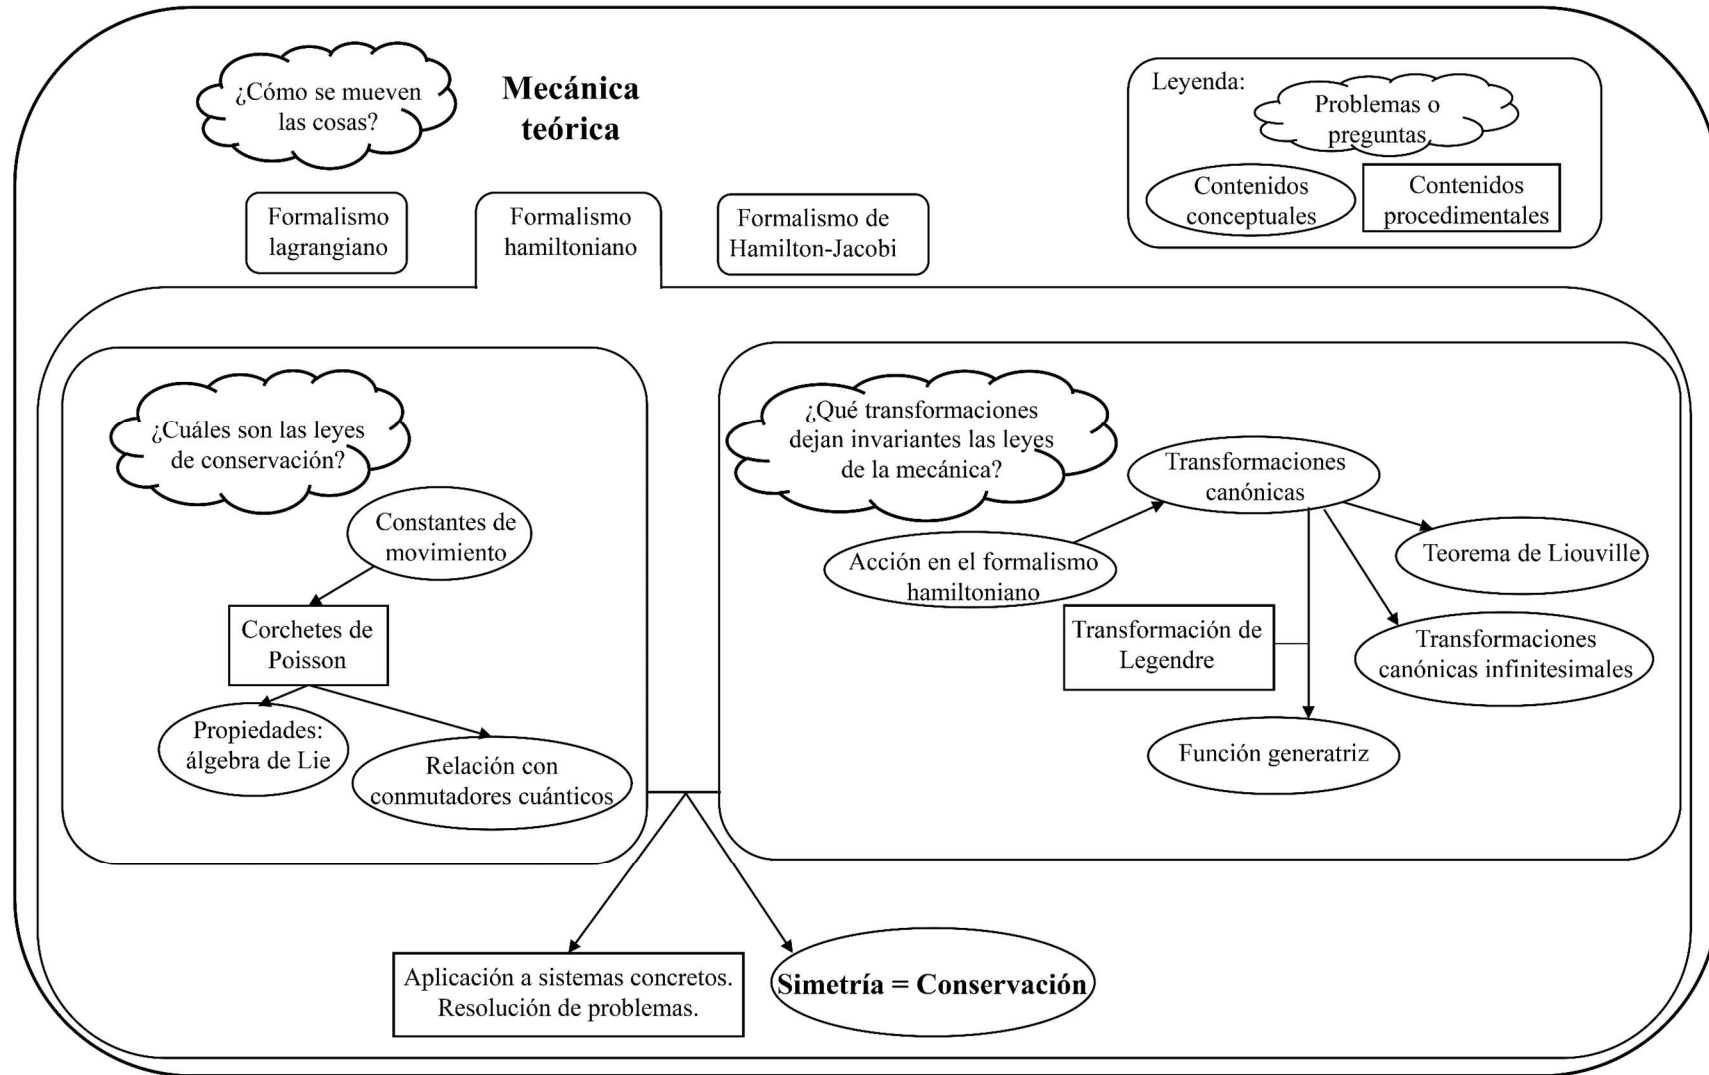 ¿Cómo se mueven
las cosas?
Mecánica
teórica
Leyenda:
Problemas o
preguntas
Contenidos
conceptuales
Contenidos
procedimentales
Formalismo
lagrangiano
Formalismo
hamiltoniano
Formalismo de
Hamilton-Jacobi
¿Cuáles son las leyes
de conservación?
Constantes de
movimiento
Corchetes de
Poisson
Propiedades:
álgebra de Lie
Relación con
conmutadores cuánticos
¿Qué transformaciones
dejan invariantes las leyes
de la mecánica?
Transformaciones
canónicas
Acción en el formalismo
hamiltoniano
Teorema de Liouville
Transformación de
Legendre
Transformaciones
canónicas infinitesimales
Función generatriz
Aplicación a sistemas concretos.
Resolución de problemas.
Simetría = Conservación